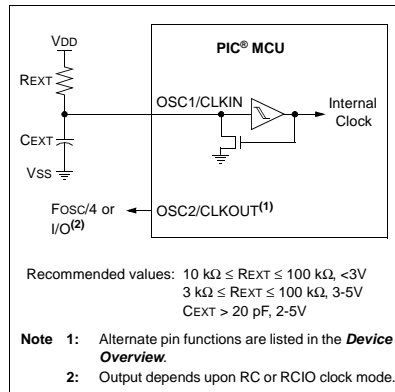 VDD
PIC® MCU
REXT
OSC1/CLKIN
Internal
Clock
CEXT
VSS
FOSC/4 or
I/O(2)
OSC2/CLKOUT(1)
Recommended values: 10 kΩ ≤ REXT ≤ 100 kΩ, <3V
3 kΩ ≤ REXT ≤ 100 kΩ, 3-5V
CEXT > 20 pF, 2-5V
Note 1: Alternate pin functions are listed in the Device
Overview.
2: Output depends upon RC or RCIO clock mode.